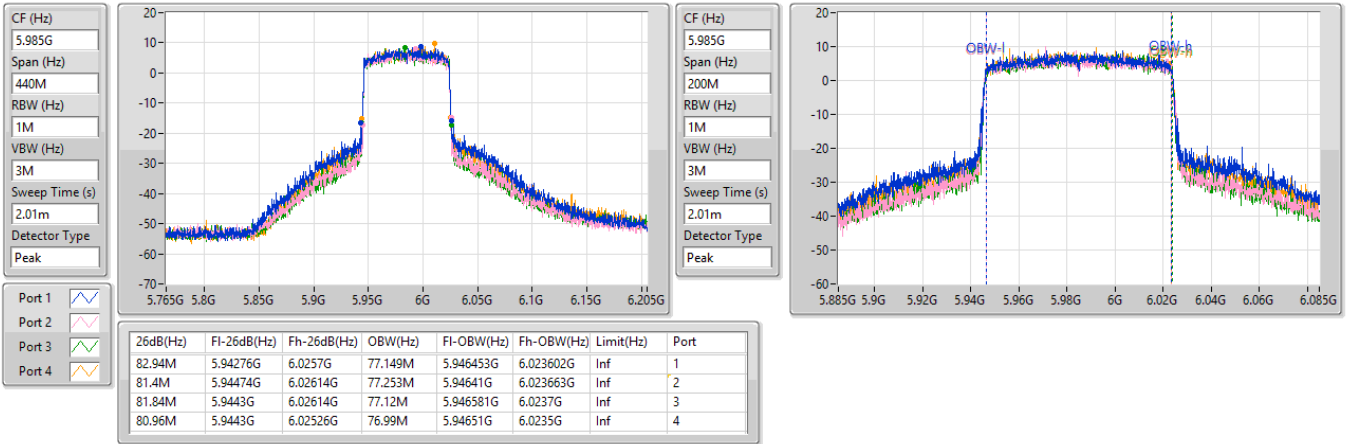 CF (Hz)
5.985G
Span (Hz)
440M
RBW (Hz)
1M
VBW (Hz)
3M
Sweep Time (s)
2.01m
Detector Type
Peak
20
10
0
-10
-20
-30
-40
-50
-60
-70
5.765G 5.8G 5.85G 5.9G 5.95G 6G 6.05G 6.1G 6.15G 6.205G
CF (Hz)
5.985G
Span (Hz)
200M
RBW (Hz)
1M
VBW (Hz)
3M
Sweep Time (s)
2.01m
Detector Type
Peak
20
10
0
-10
-20
-30
-40
-50
-60
OBW-l OBW-h
5.885G 5.9G 5.92G 5.94G 5.96G 5.98G 6G 6.02G 6.04G 6.06G 6.085G
Port 1
Port 2
Port 3
Port 4
26dB(Hz) Fl-26dB(Hz) Fh-26dB(Hz) OBW(Hz) Fl-OBW(Hz) Fh-OBW(Hz) Limit(Hz) Port
82.94M 5.94276G 6.0257G 77.149M 5.946453G 6.023602G Inf 1
81.4M 5.94474G 6.02614G 77.253M 5.94641G 6.023663G Inf 2
81.84M 5.9443G 6.02614G 77.12M 5.946581G 6.0237G Inf 3
80.96M 5.9443G 6.02526G 76.99M 5.94651G 6.0235G Inf 4